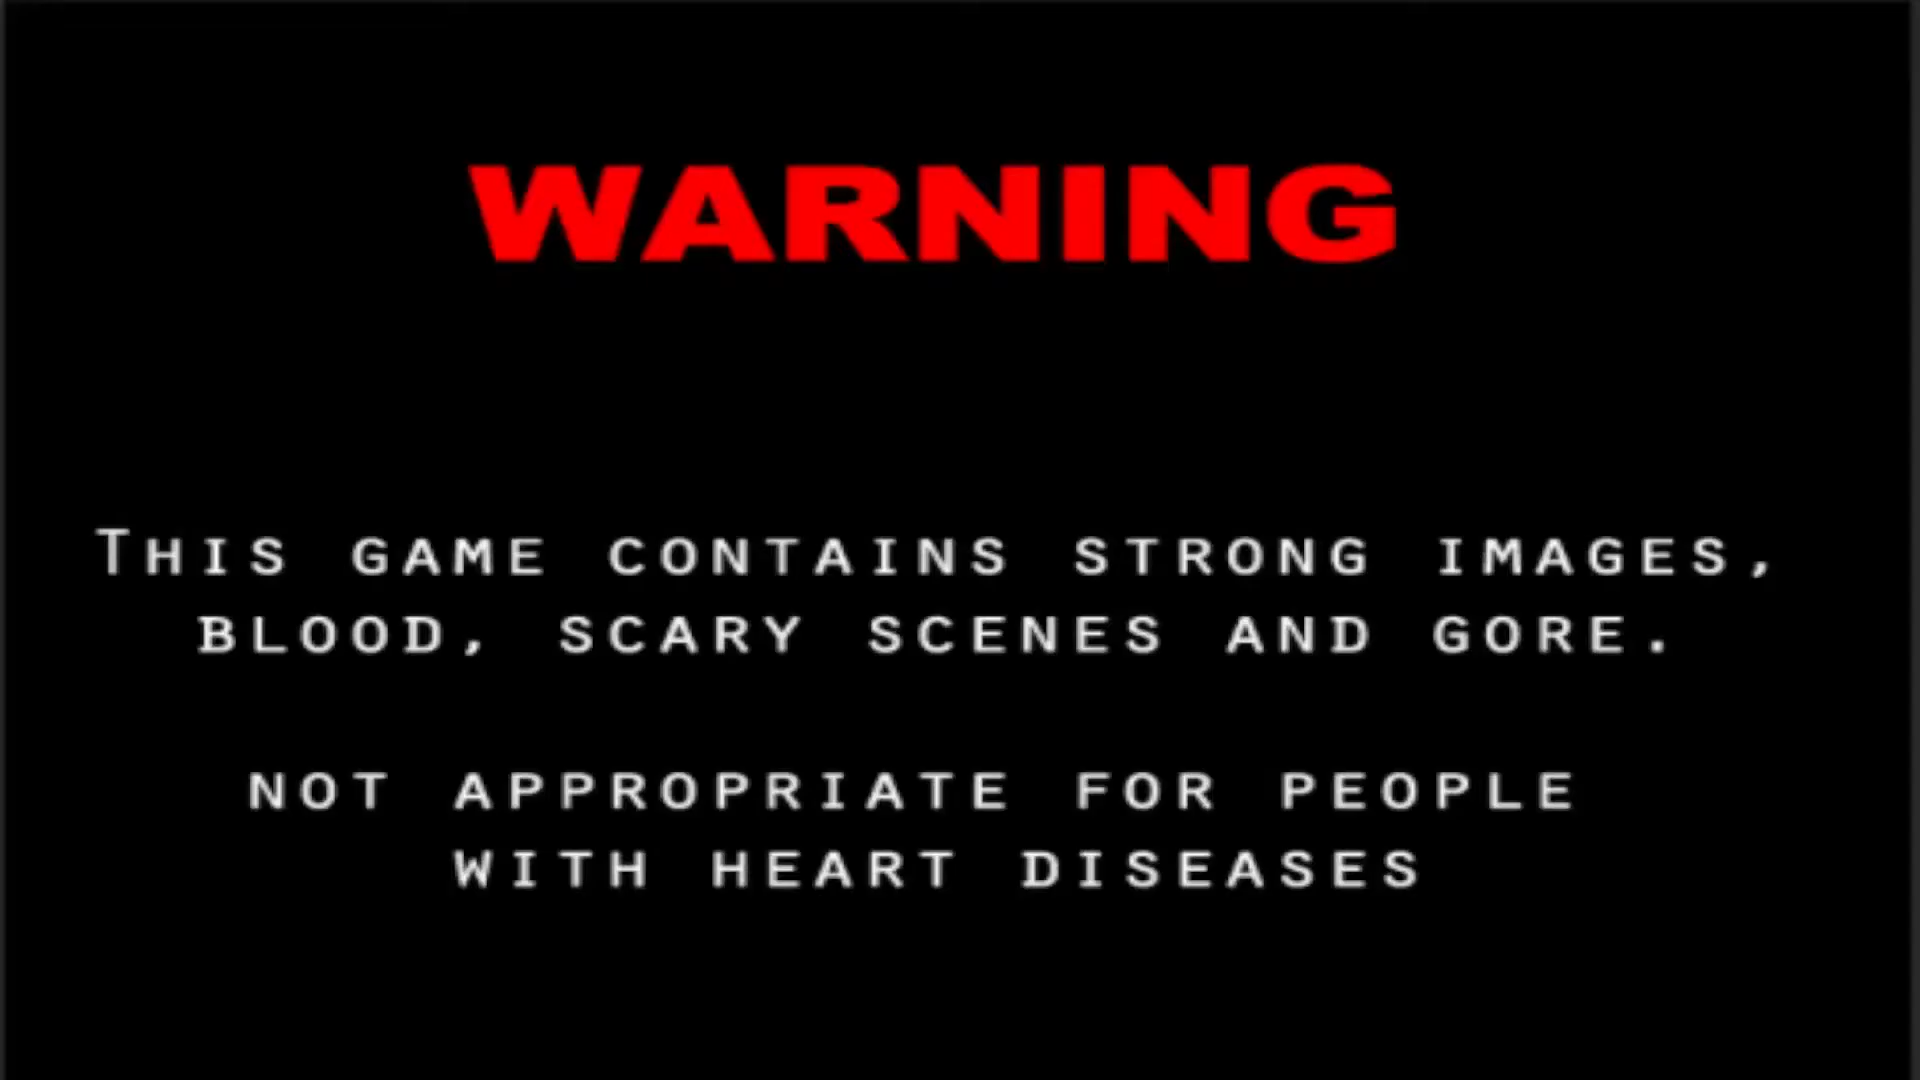 WARNING
THIS GAME CONTAINS STRONG IMAGES,
BLOOD, SCARY SCENES AND GORE.
NOT APPROPRIATE FOR PEOPLE
WITH HEART DISEASES